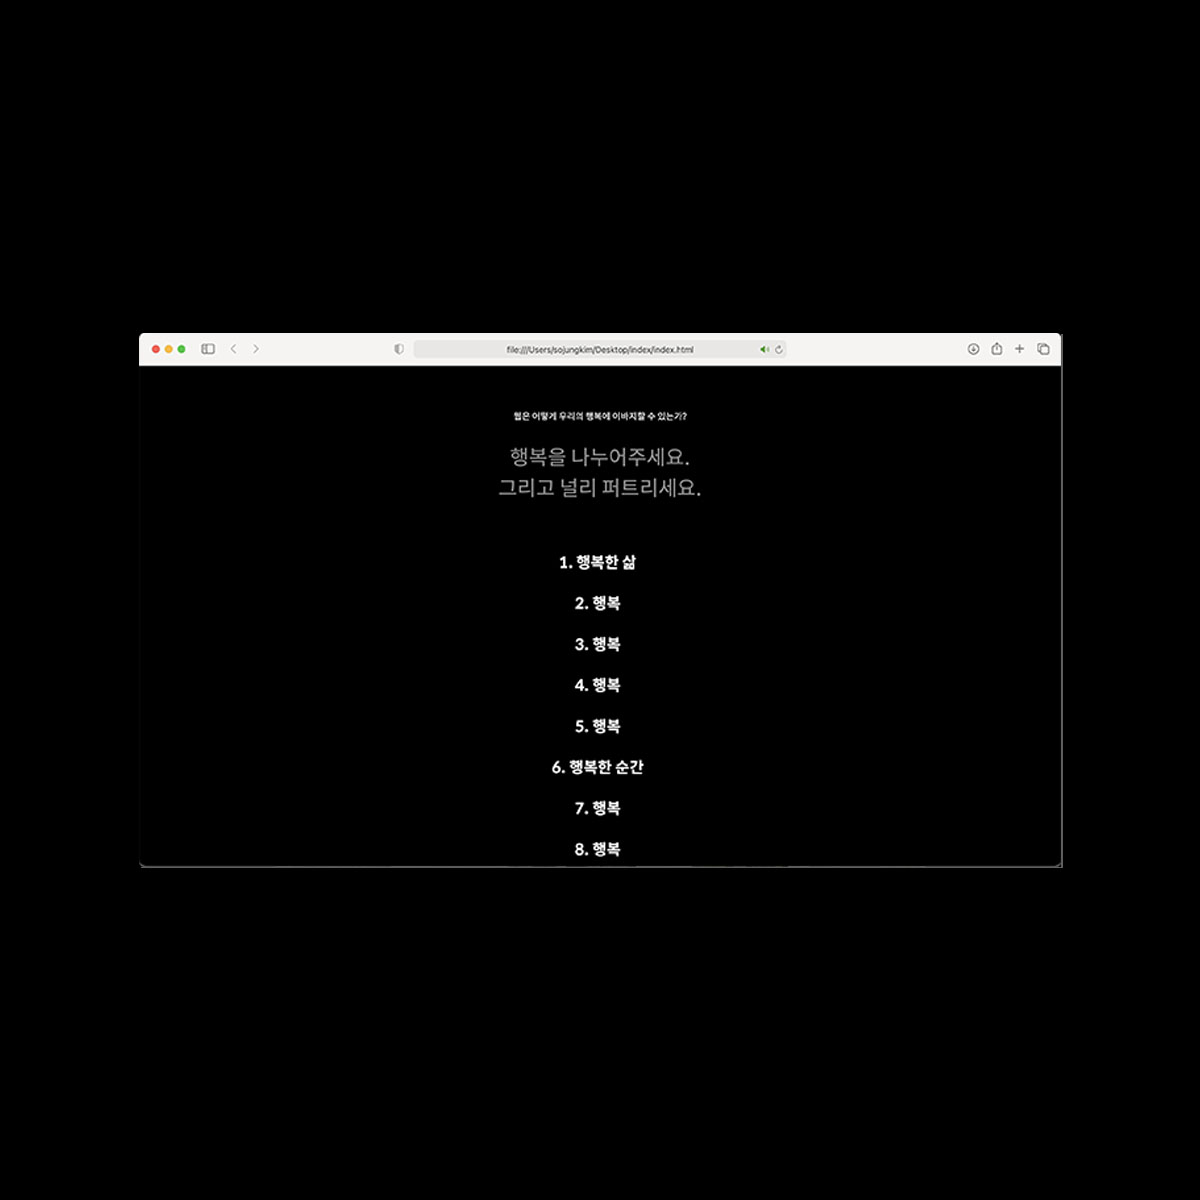 file:///Users/sojungkim/Desktop/index/index.html
웹은 어떻게 우리의 행복에 이바지할 수 있는가?
행복을 나누어주세요.
그리고 널리 퍼트리세요.
1. 행복한 삶
2. 행복
3. 행복
4. 행복
5. 행복
6. 행복한 순간
7. 행복
8. 행복